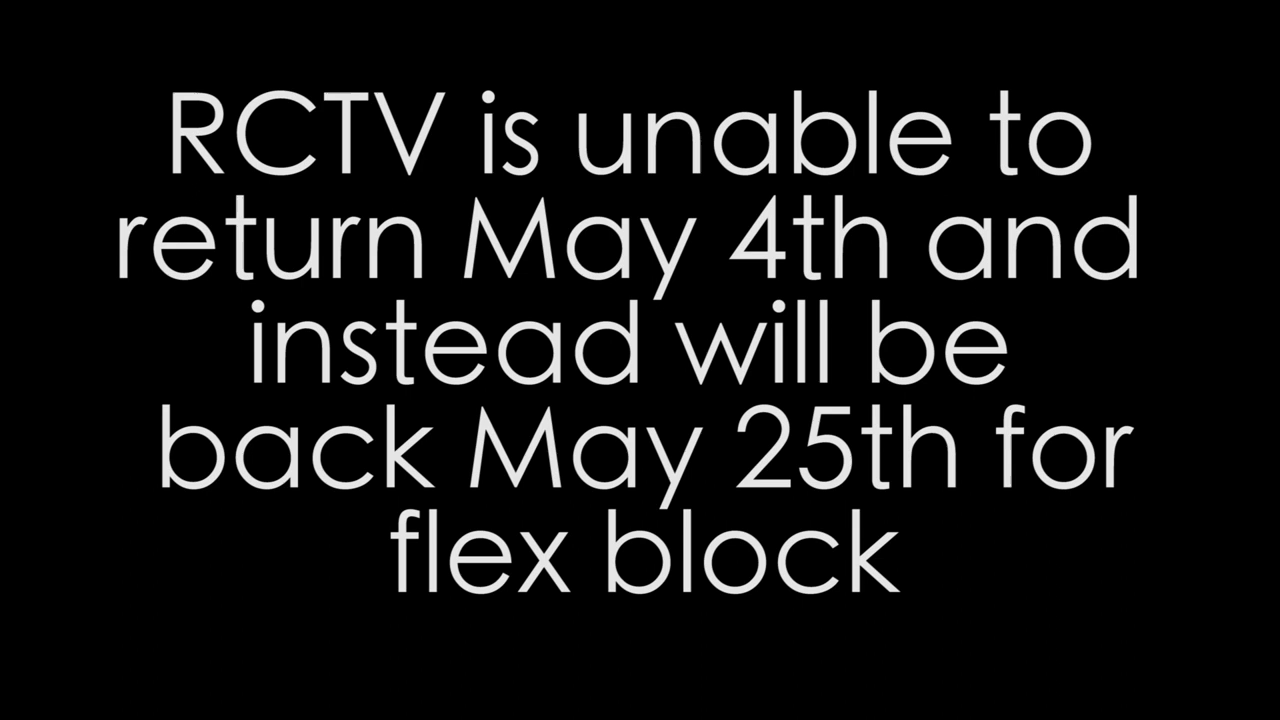 RCTV is unable to
return May 4th and
instead will be
back May 25th for
flex block